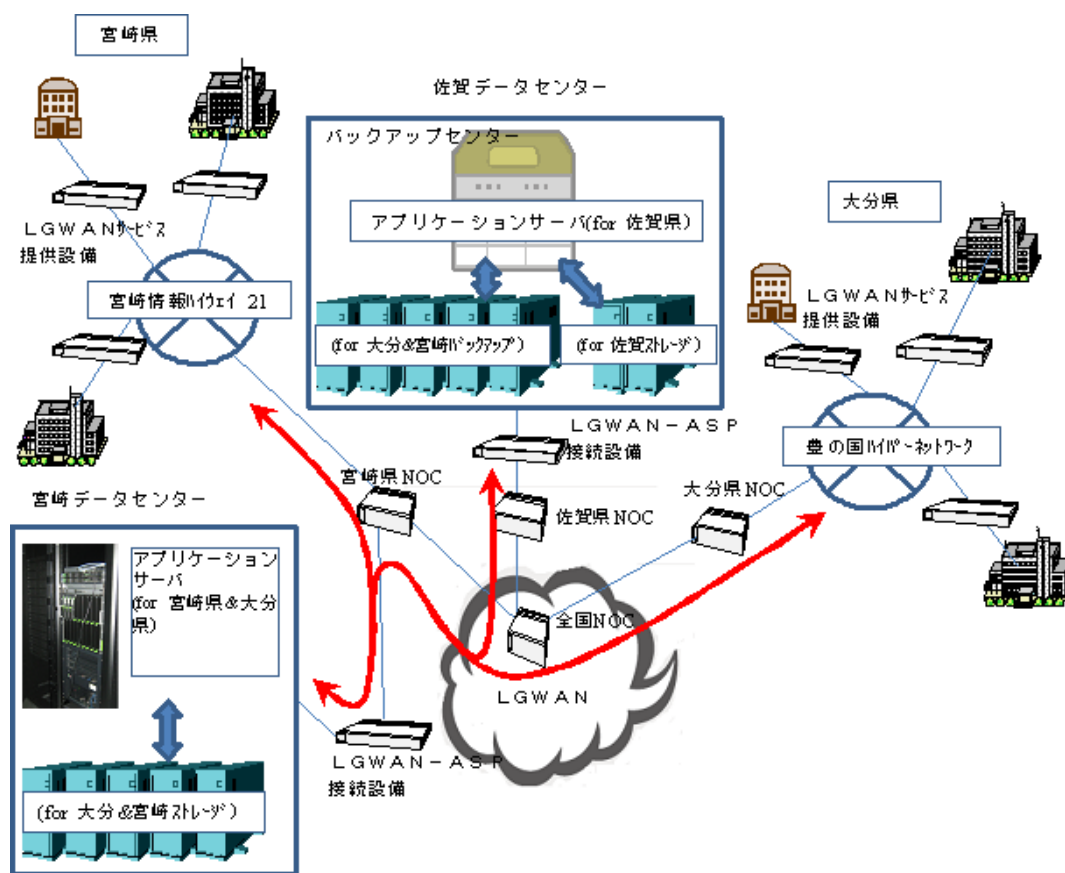 宮崎県
佐賀データセンター
バックアップセンター
アプリケーションサーバ(for 佐賀県)
大分県
LGWANｻｰﾋﾞｽ
提供設備
宮崎情報ﾊｲｳｪｲ 21
(for 大分&宮崎ﾊﾞｯｸｱｯﾌﾟ)
(for 佐賀ｽﾄﾚｰｼﾞ)
LGWANｻｰﾋﾞｽ
提供設備
LGWAN－ASP
接続設備
豊の国ﾊｲﾊﾟｰﾈｯﾄﾜｰｸ
宮崎県NOC
佐賀県NOC
大分県NOC
宮崎データセンター
アプリケーション
サーバ
(for 宮崎県&大分
県)
全国NOC
LGWAN
LGWAN－ASP
接続設備
(for 大分&宮崎ｽﾄﾚｰｼﾞ)